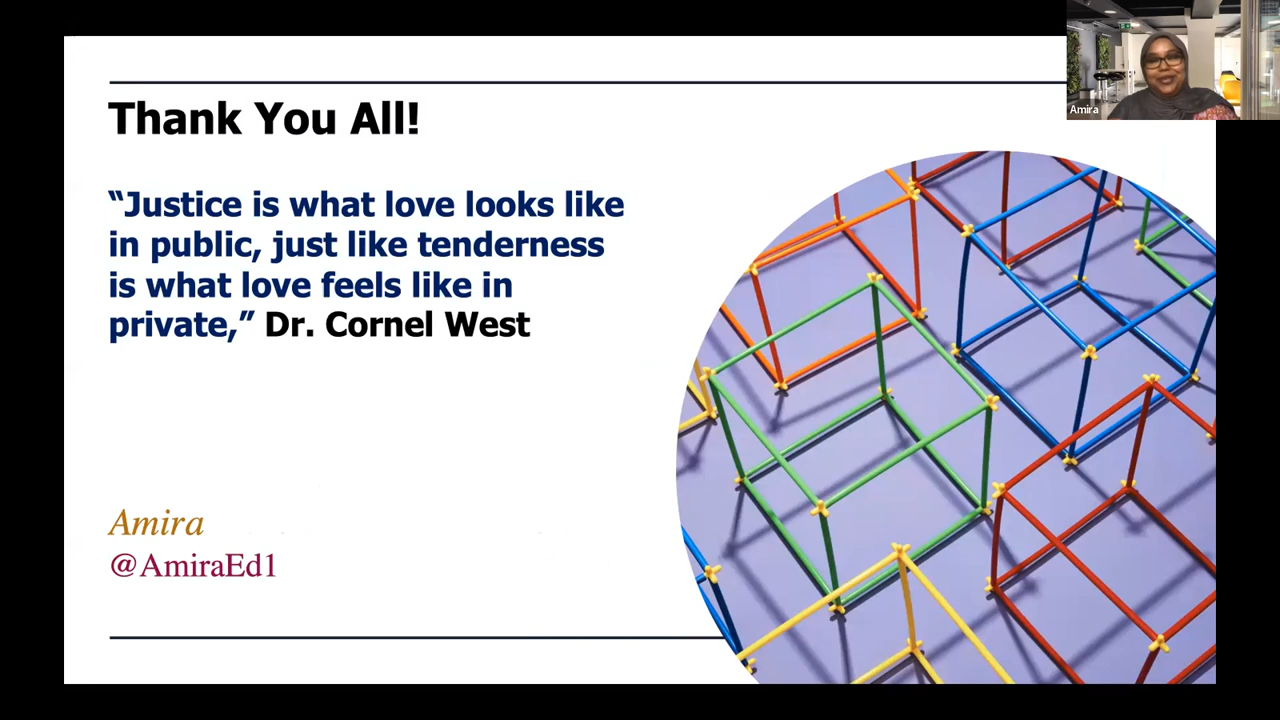 Thank You All!
“Justice is what love looks like
in public, just like tenderness
is what love feels like in
private,” Dr. Cornel West
Amira
@AmiraEd1
Amira